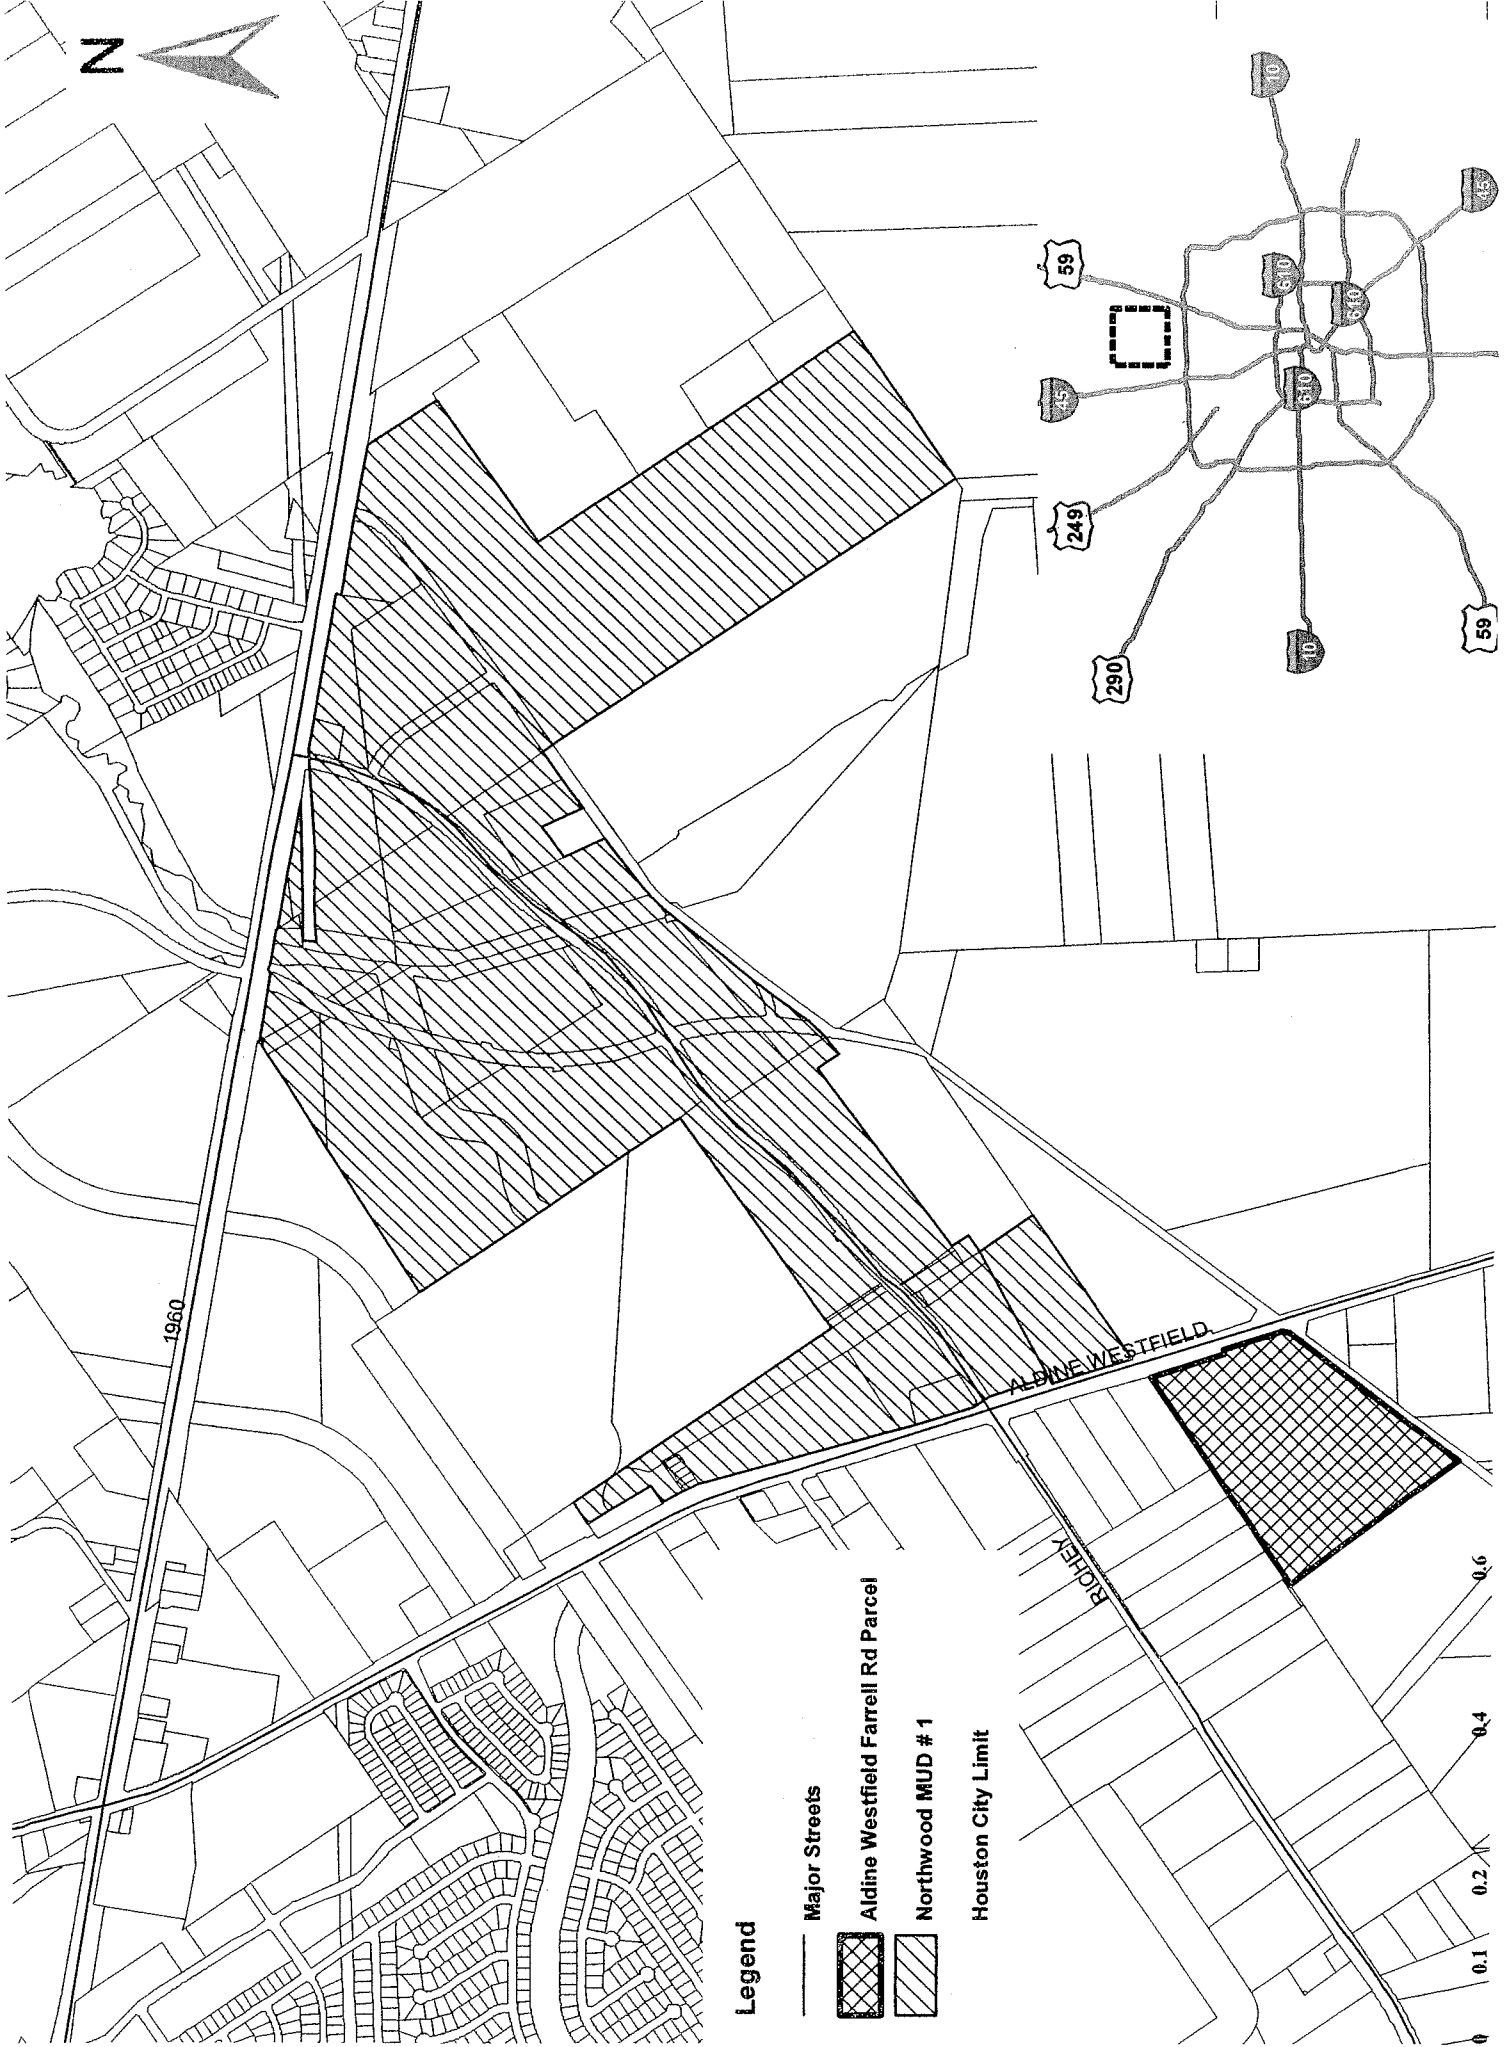 N
1960
ALDINE WESTFIELD
RICHEY
Legend
Major Streets
Aldine Westfield Farrell Rd Parcel
Northwood MUD # 1
Houston City Limit
0 0.1 0.2 0.4 0.6
290
249
45
59
10
610
610
610
10
59
45